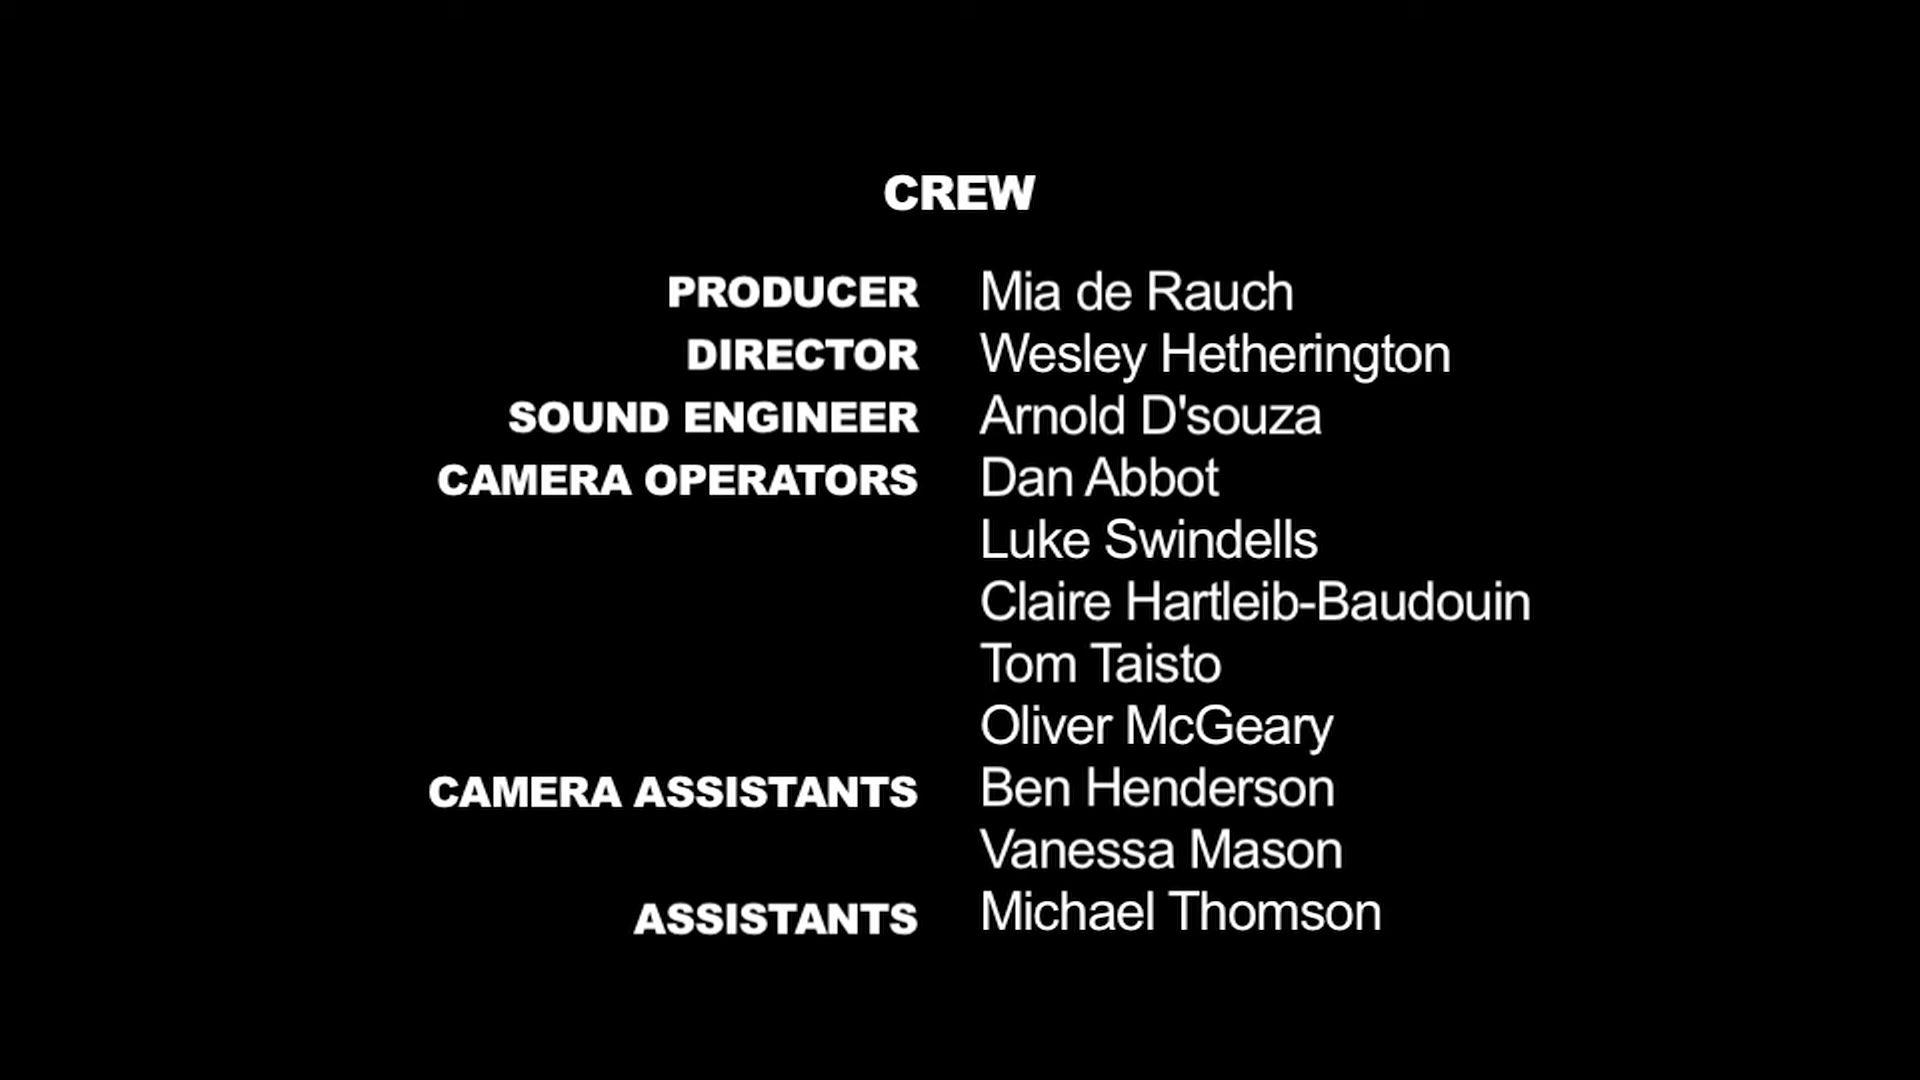 CREW
PRODUCER Mia de Rauch
DIRECTOR Wesley Hetherington
SOUND ENGINEER Arnold D'souza
CAMERA OPERATORS Dan Abbot
Luke Swindells
Claire Hartleib-Baudouin
Tom Taisto
Oliver McGeary
CAMERA ASSISTANTS Ben Henderson
Vanessa Mason
ASSISTANTS Michael Thomson